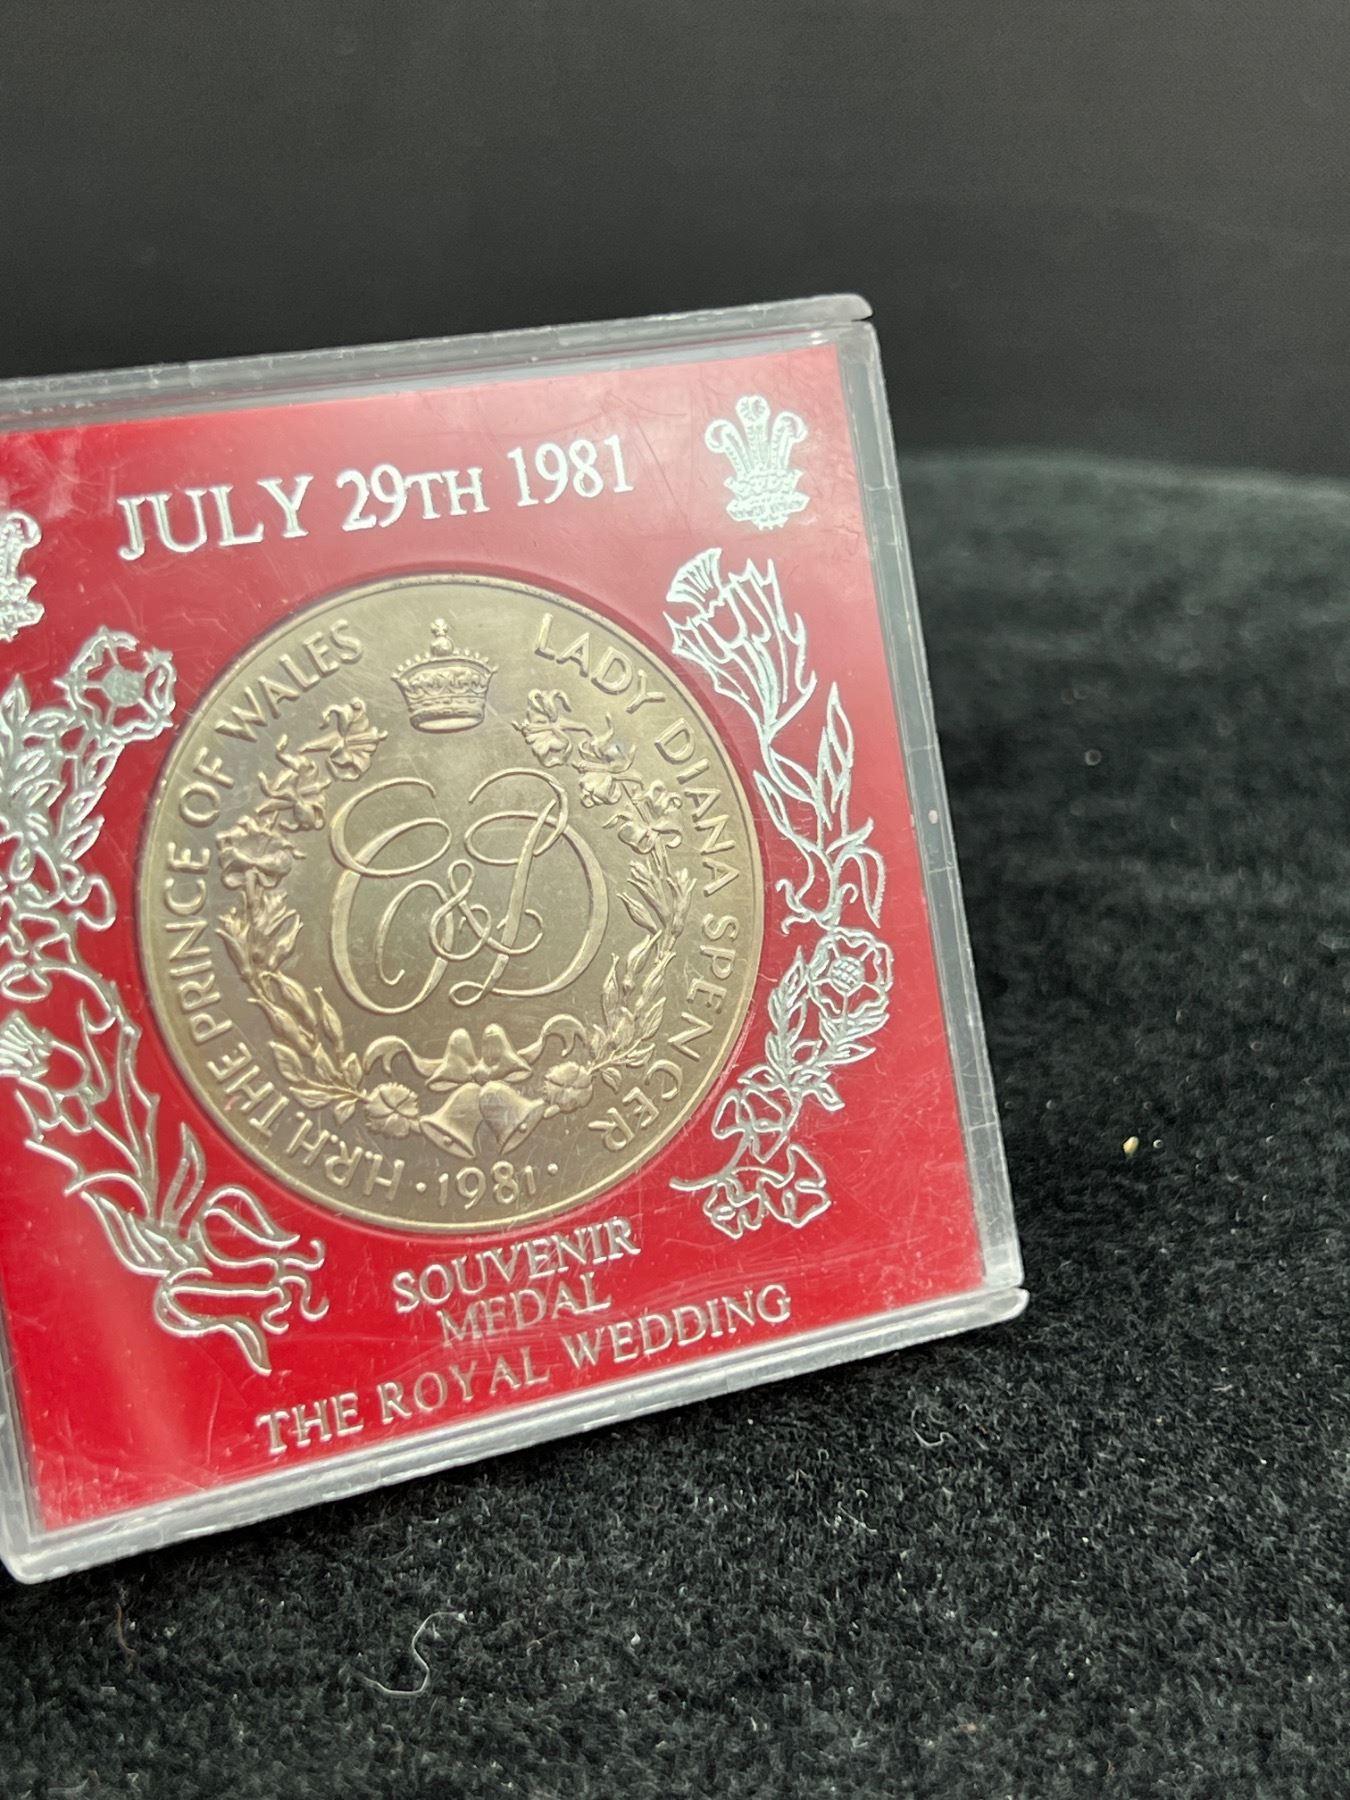 JULY 29TH 1981
H.R.H. THE PRINCE OF WALES
LADY DIANA SPENCER
C&D
· 1981 ·
SOUVENIR
MEDAL
THE ROYAL WEDDING